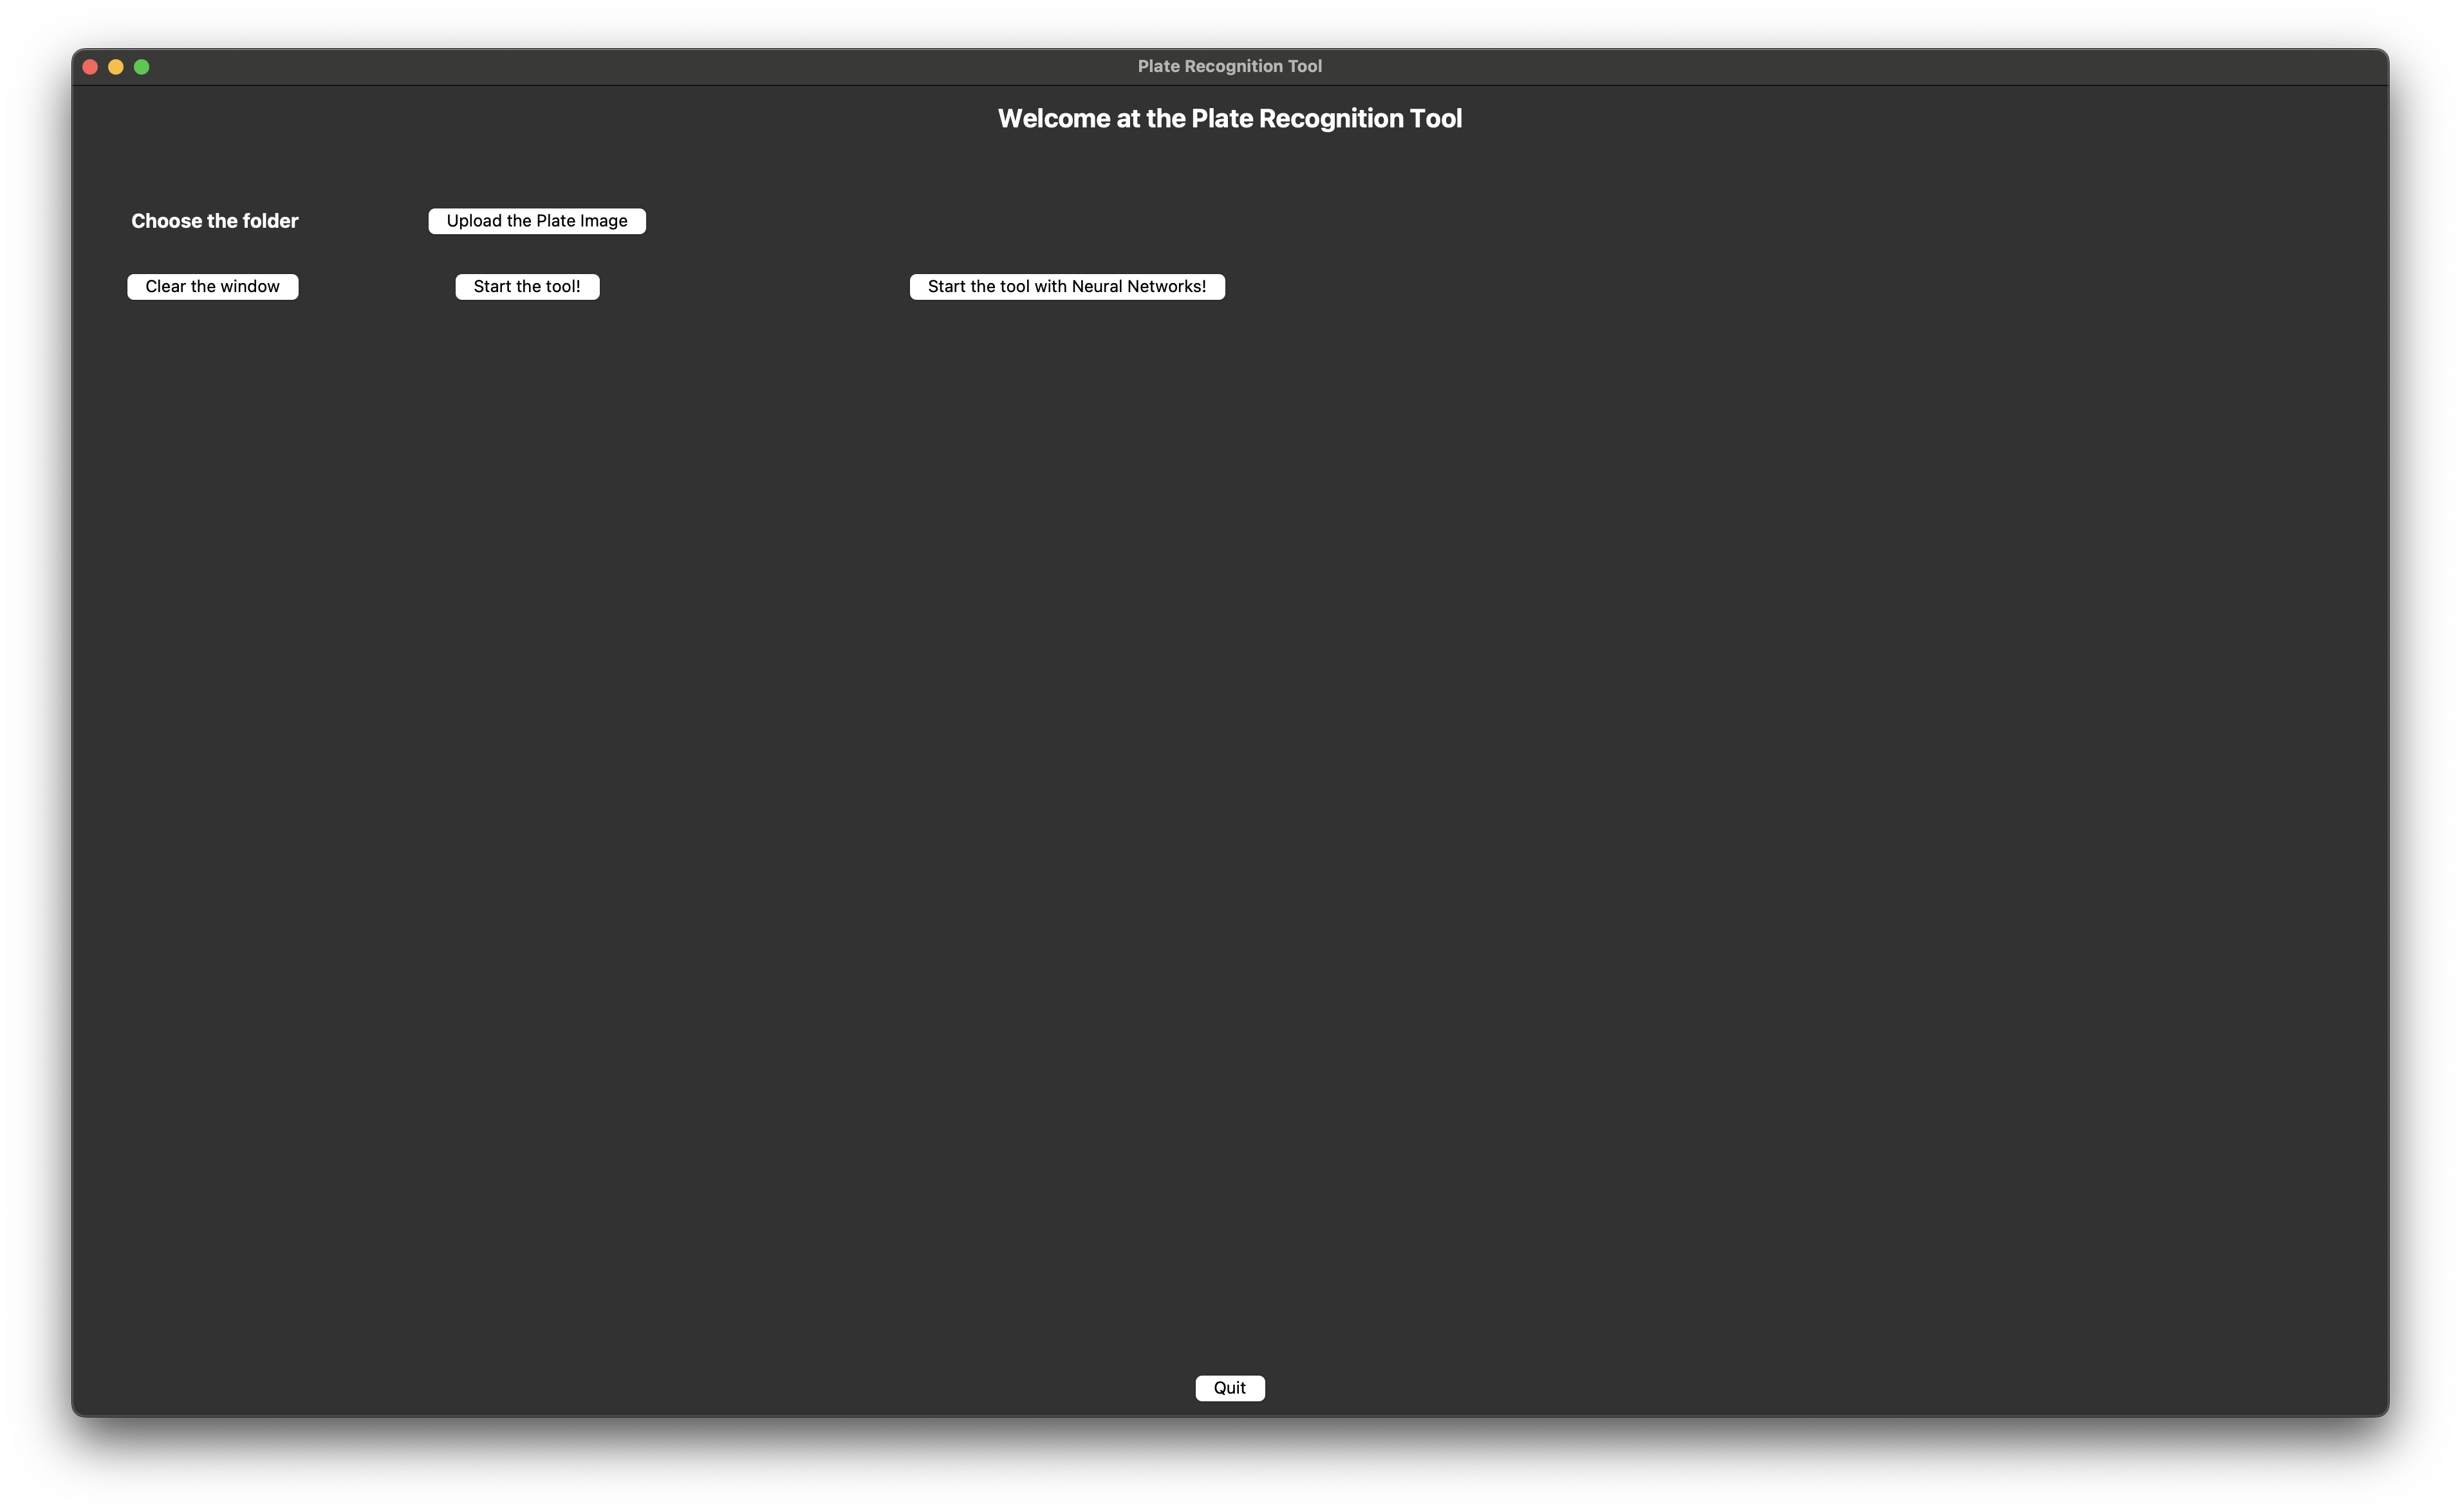 Plate Recognition Tool
Welcome at the Plate Recognition Tool
Choose the folder
Upload the Plate Image
Clear the window
Start the tool!
Start the tool with Neural Networks!
Quit